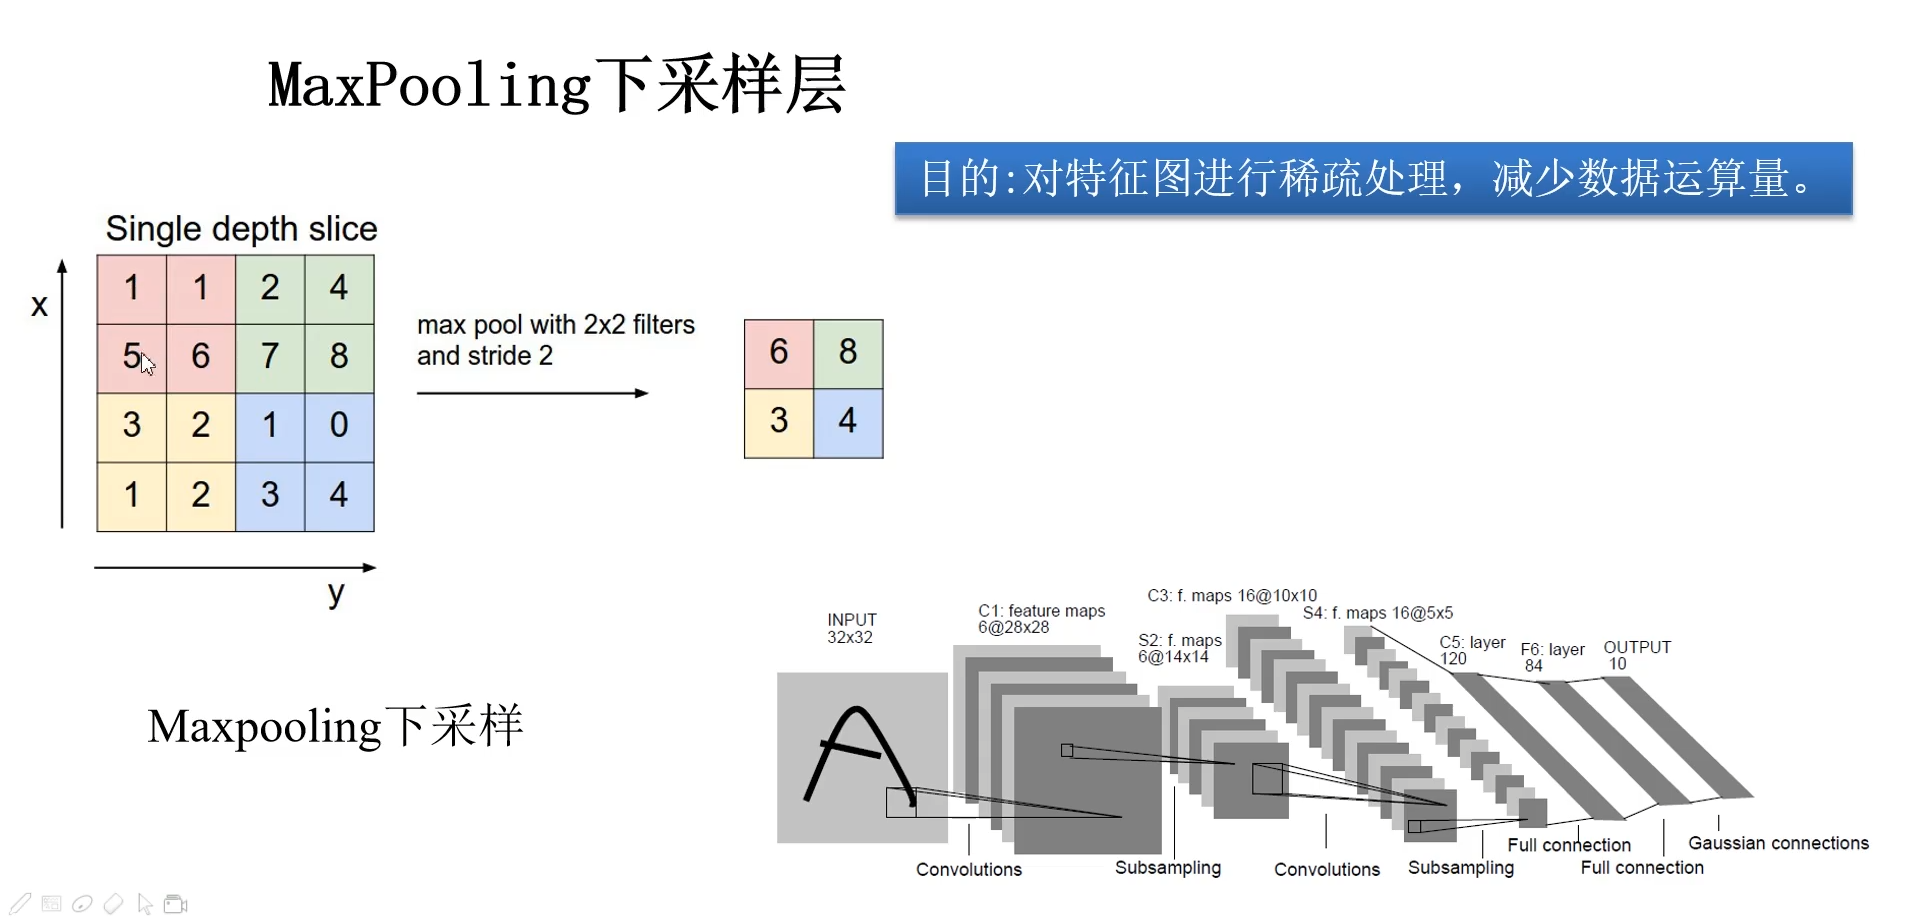 MaxPooling下采样层
目的:对特征图进行稀疏处理，减少数据运算量。
Single depth slice
x
1 1 2 4
5 6 7 8
3 2 1 0
1 2 3 4
y
max pool with 2x2 filters
and stride 2
6 8
3 4
Maxpooling下采样
INPUT
32x32
C1: feature maps
6@28x28
S2: f. maps
6@14x14
C3: f. maps 16@10x10
S4: f. maps 16@5x5
C5: layer
120
F6: layer
84
OUTPUT
10
A
Convolutions
Subsampling
Convolutions
Subsampling
Full connection
Full connection
Gaussian connections